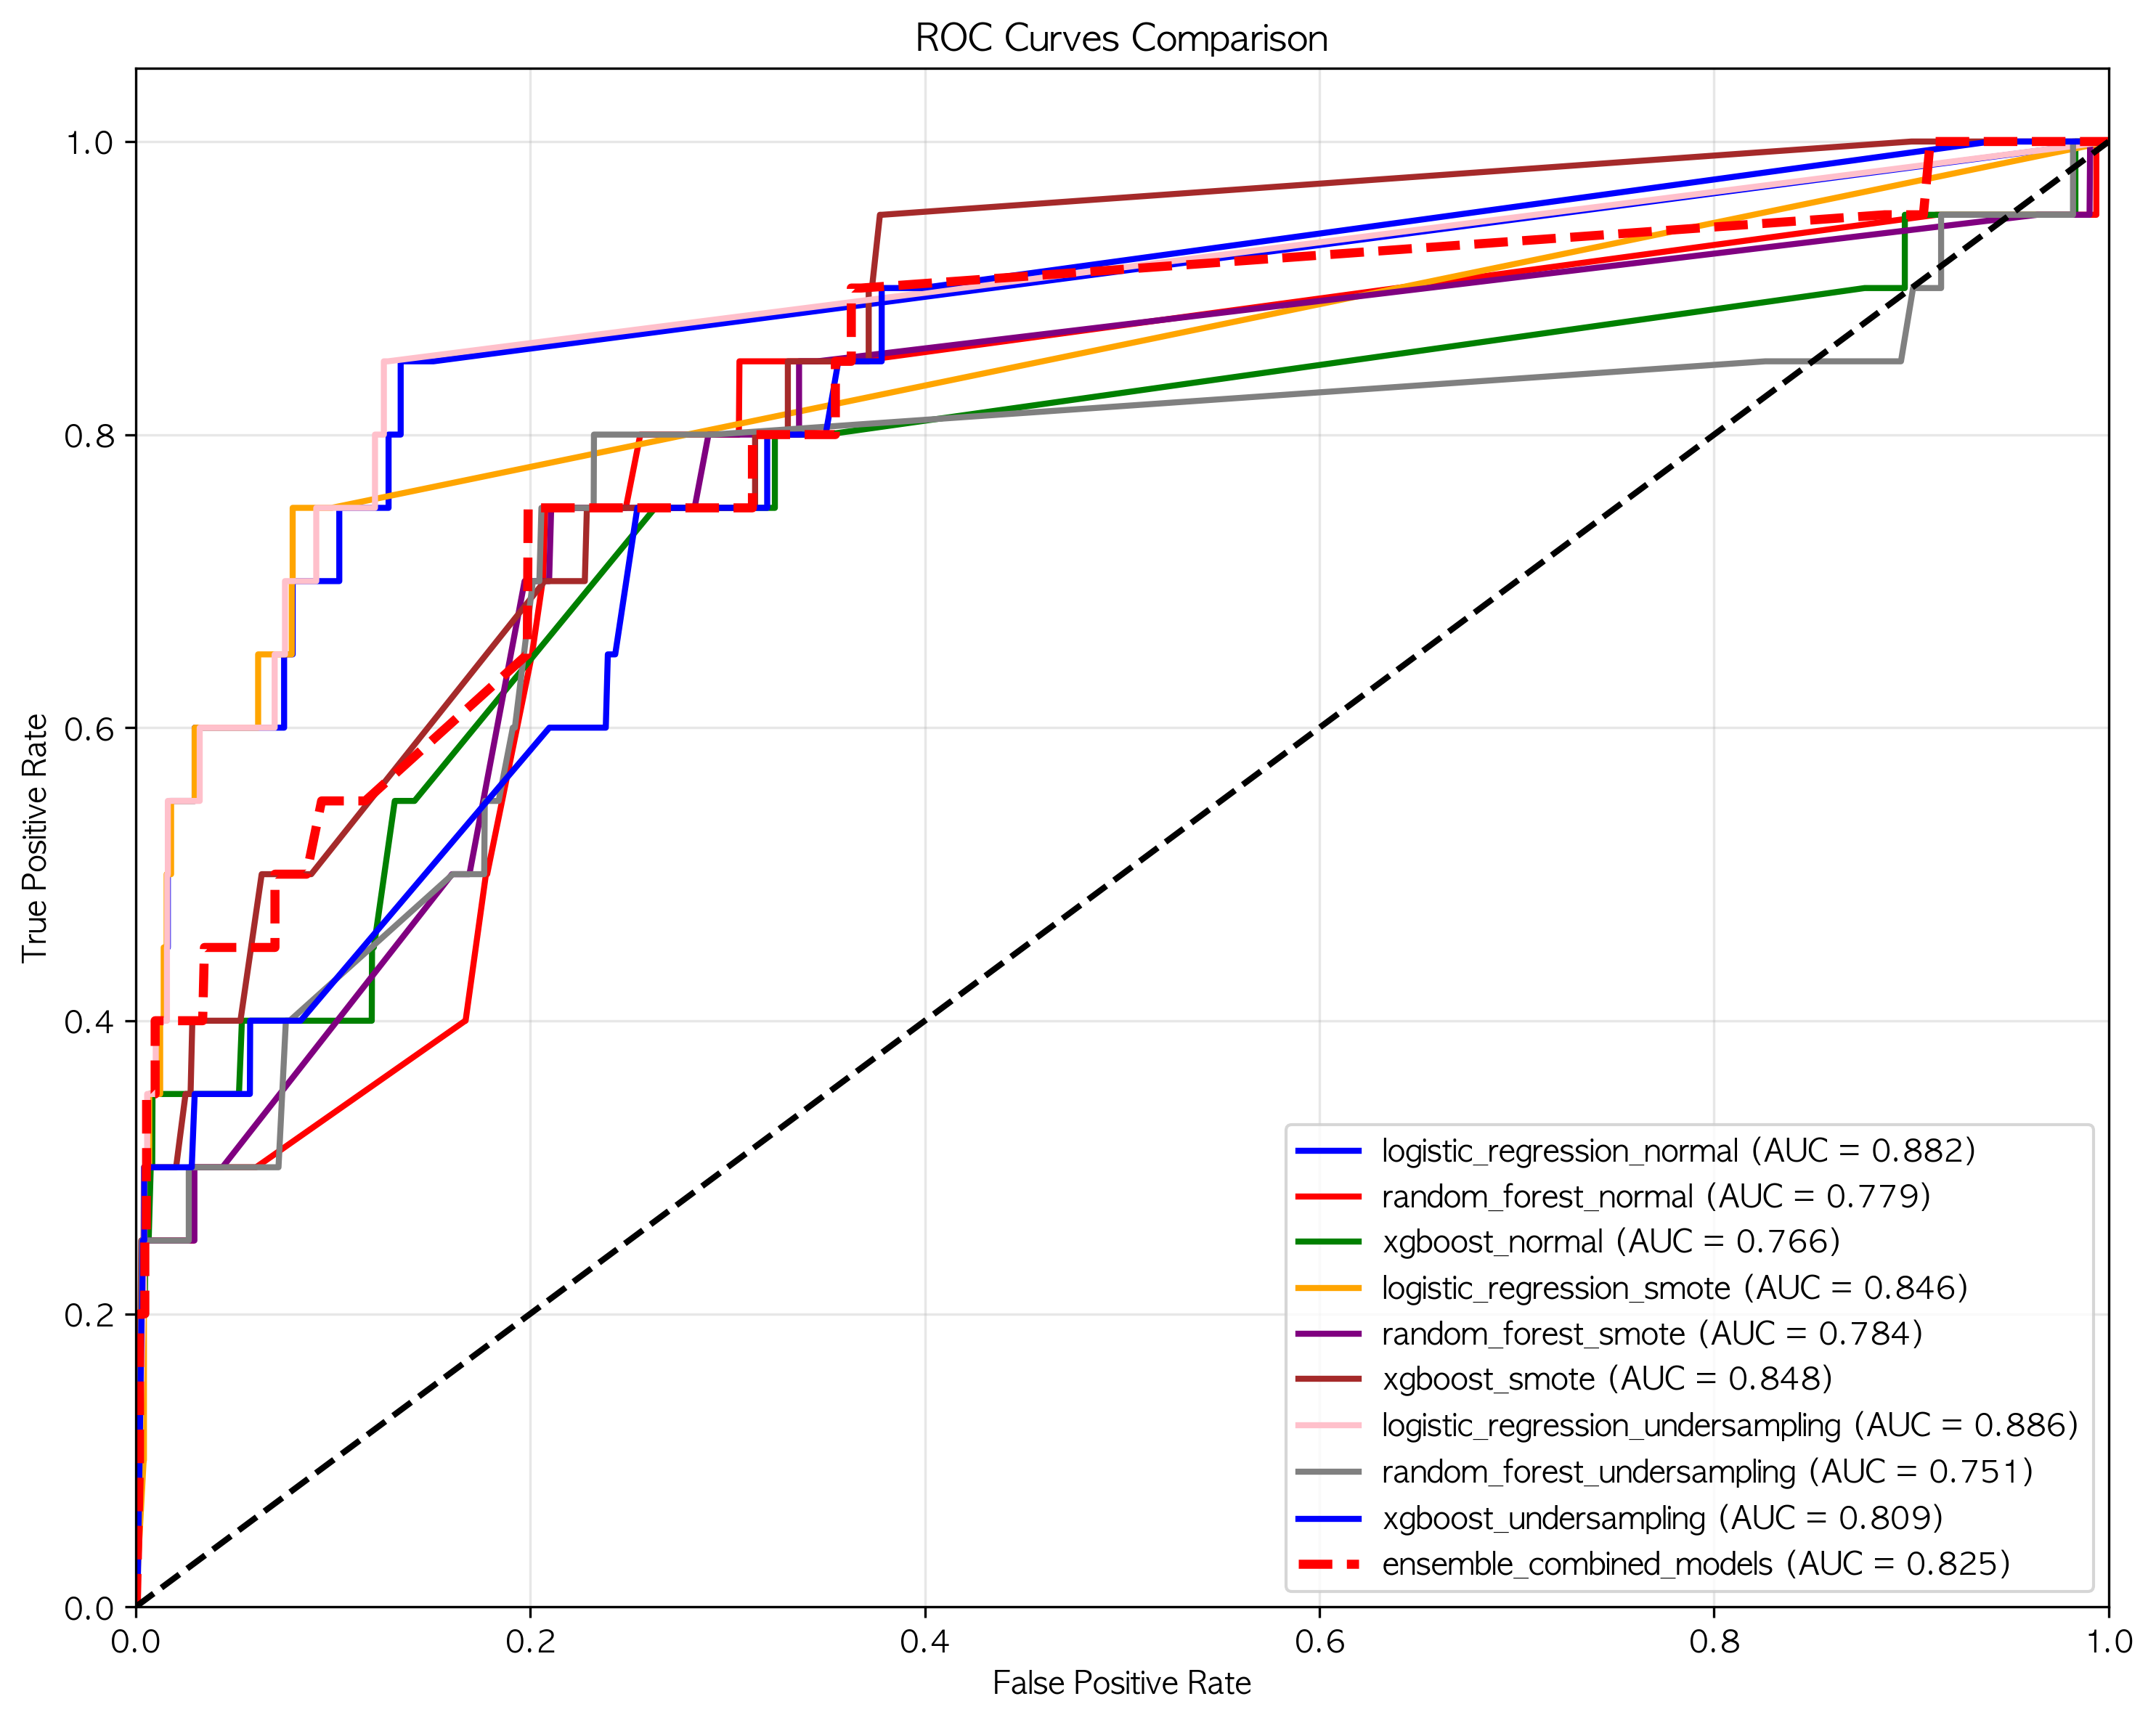 ROC Curves Comparison
1.0
0.8
0.6
0.4
0.2
0.0
True Positive Rate
logistic_regression_normal (AUC = 0.882)
random_forest_normal (AUC = 0.779)
xgboost_normal (AUC = 0.766)
logistic_regression_smote (AUC = 0.846)
random_forest_smote (AUC = 0.784)
xgboost_smote (AUC = 0.848)
logistic_regression_undersampling (AUC = 0.886)
random_forest_undersampling (AUC = 0.751)
xgboost_undersampling (AUC = 0.809)
ensemble_combined_models (AUC = 0.825)
0.0 0.2 0.4 0.6 0.8 1.0
False Positive Rate